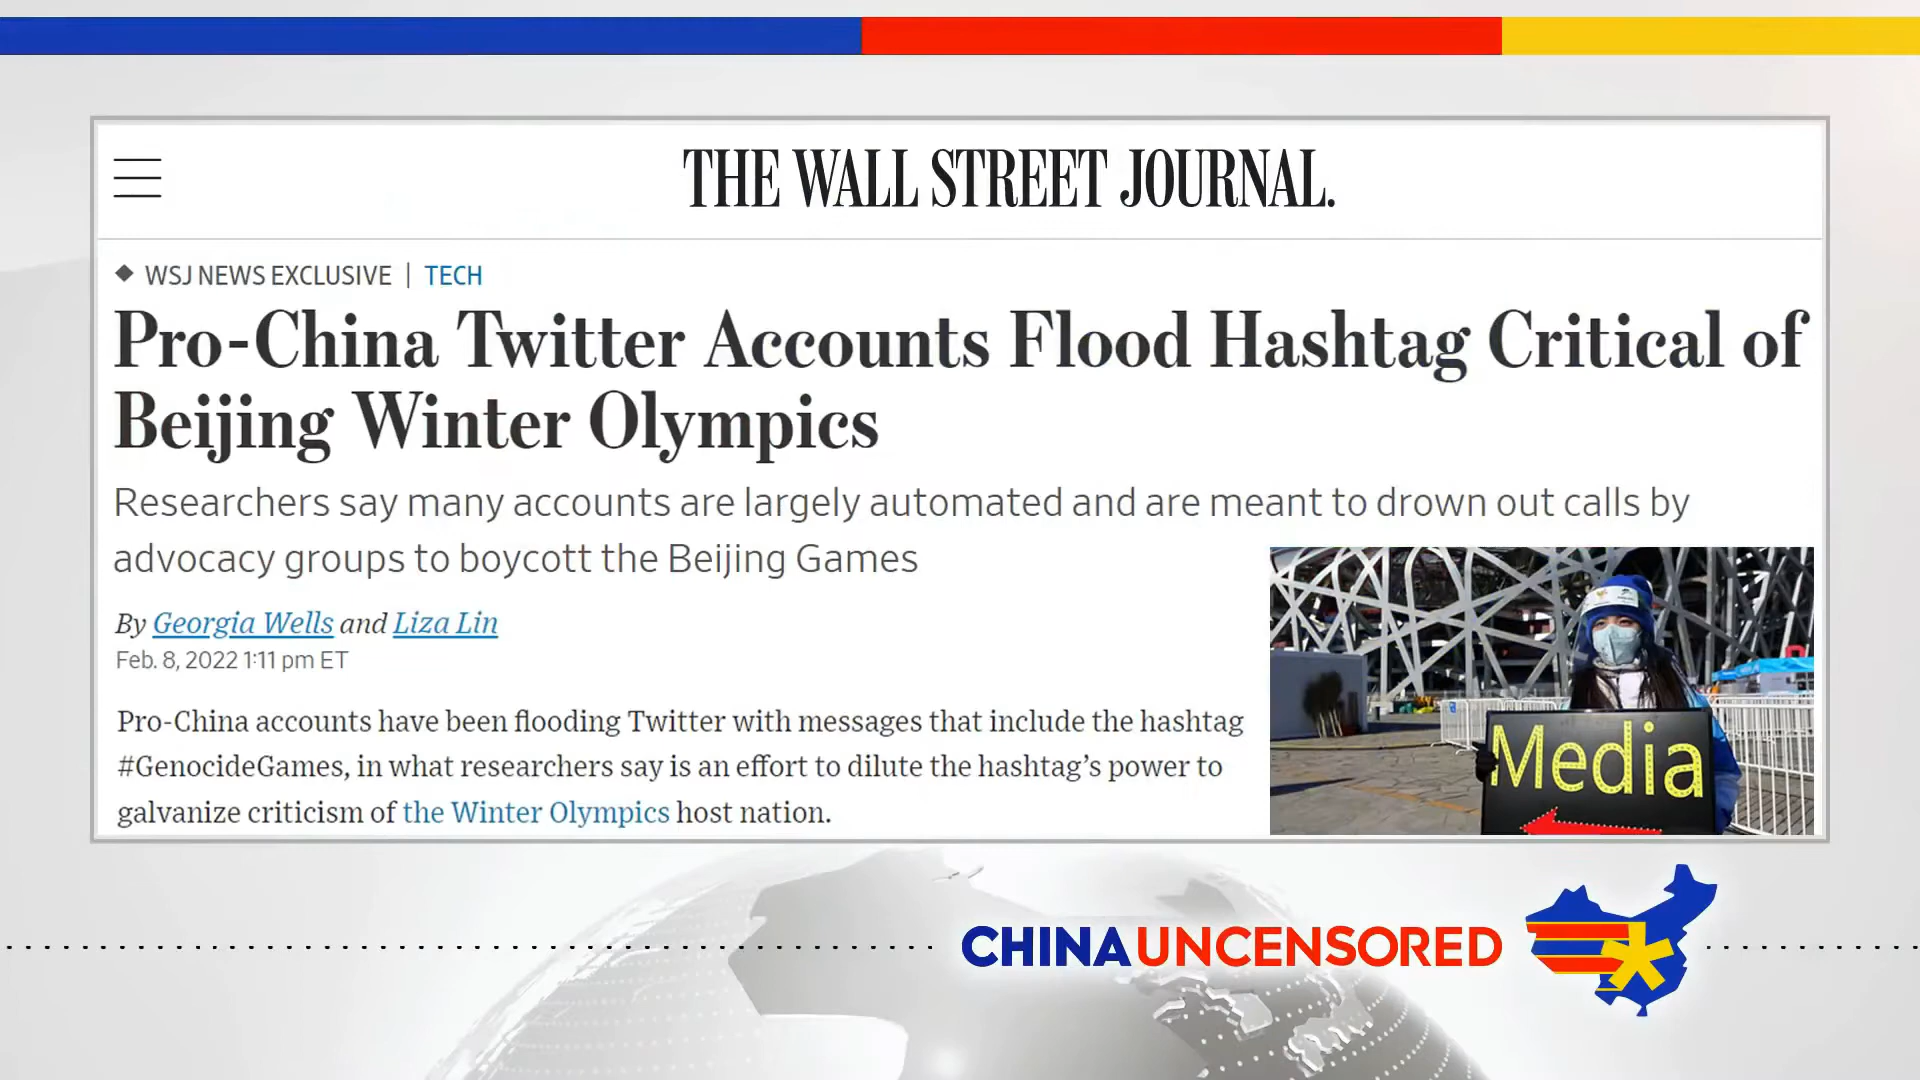 THE WALL STREET JOURNAL.
◆ WSJ NEWS EXCLUSIVE | TECH
Pro-China Twitter Accounts Flood Hashtag Critical of
Beijing Winter Olympics
Researchers say many accounts are largely automated and are meant to drown out calls by
advocacy groups to boycott the Beijing Games
By Georgia Wells and Liza Lin
Feb. 8, 2022 1:11 pm ET
Pro-China accounts have been flooding Twitter with messages that include the hashtag
#GenocideGames, in what researchers say is an effort to dilute the hashtag's power to
galvanize criticism of the Winter Olympics host nation.
Media
CHINAUNCENSORED